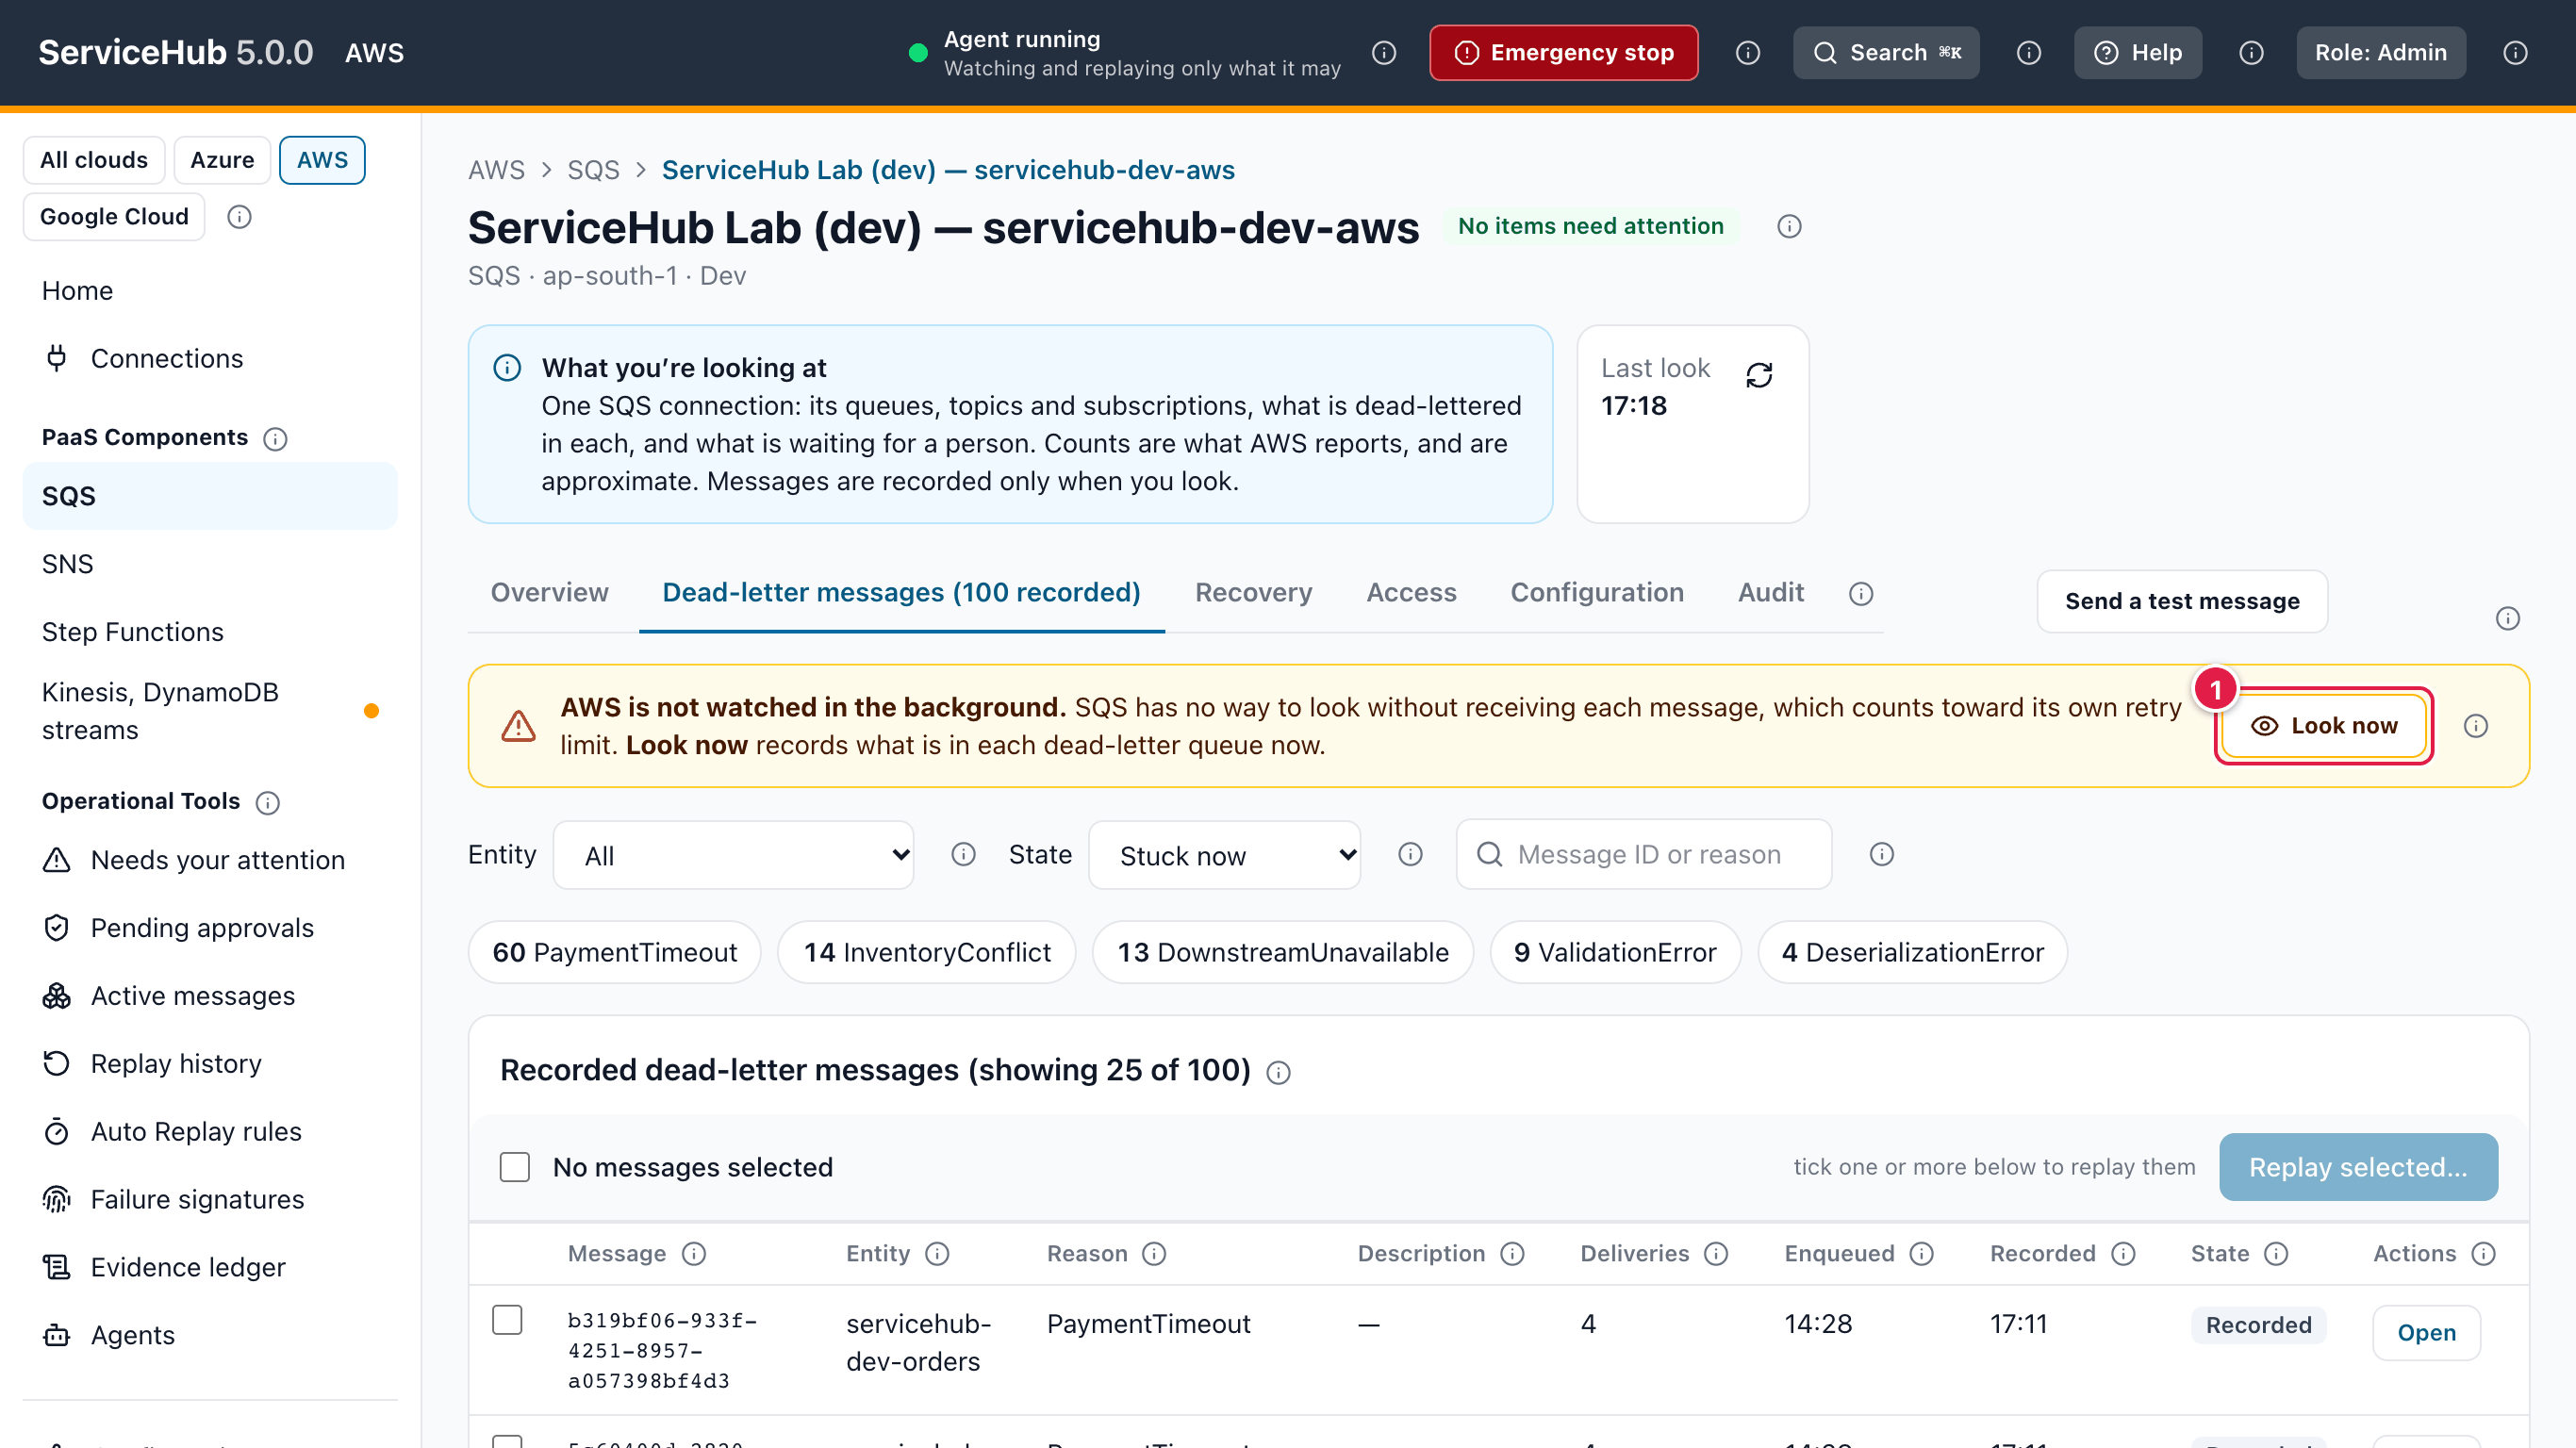 ServiceHub 5.0.0 AWS
Agent running
Watching and replaying only what it may
Emergency stop
Search ⌘K
Help
Role: Admin
All clouds
Azure
AWS
Google Cloud
Home
Connections
PaaS Components
SQS
SNS
Step Functions
Kinesis, DynamoDB
streams
Operational Tools
Needs your attention
Pending approvals
Active messages
Replay history
Auto Replay rules
Failure signatures
Evidence ledger
Agents
AWS > SQS > ServiceHub Lab (dev) — servicehub-dev-aws
ServiceHub Lab (dev) — servicehub-dev-aws
No items need attention
SQS · ap-south-1 · Dev
What you’re looking at
One SQS connection: its queues, topics and subscriptions, what is dead-lettered
in each, and what is waiting for a person. Counts are what AWS reports, and are
approximate. Messages are recorded only when you look.
Last look
17:18
Overview
Dead-letter messages (100 recorded)
Recovery
Access
Configuration
Audit
Send a test message
AWS is not watched in the background. SQS has no way to look without receiving each message, which counts toward its own retry
limit. Look now records what is in each dead-letter queue now.
1
Look now
Entity
All
State
Stuck now
Message ID or reason
60 PaymentTimeout
14 InventoryConflict
13 DownstreamUnavailable
9 ValidationError
4 DeserializationError
Recorded dead-letter messages (showing 25 of 100)
No messages selected
tick one or more below to replay them
Replay selected...
Message
Entity
Reason
Description
Deliveries
Enqueued
Recorded
State
Actions
b319bf06-933f-
4251-8957-
a057398bf4d3
servicehub-
dev-orders
PaymentTimeout
—
4
14:28
17:11
Recorded
Open